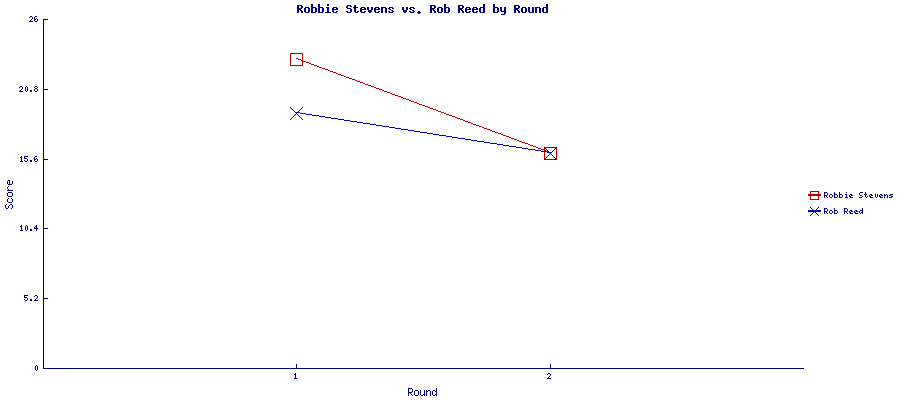 Robbie Stevens vs. Rob Reed by Round
26
20.8
15.6
10.4
5.2
0
Score
1
2
Round
Robbie Stevens
Rob Reed